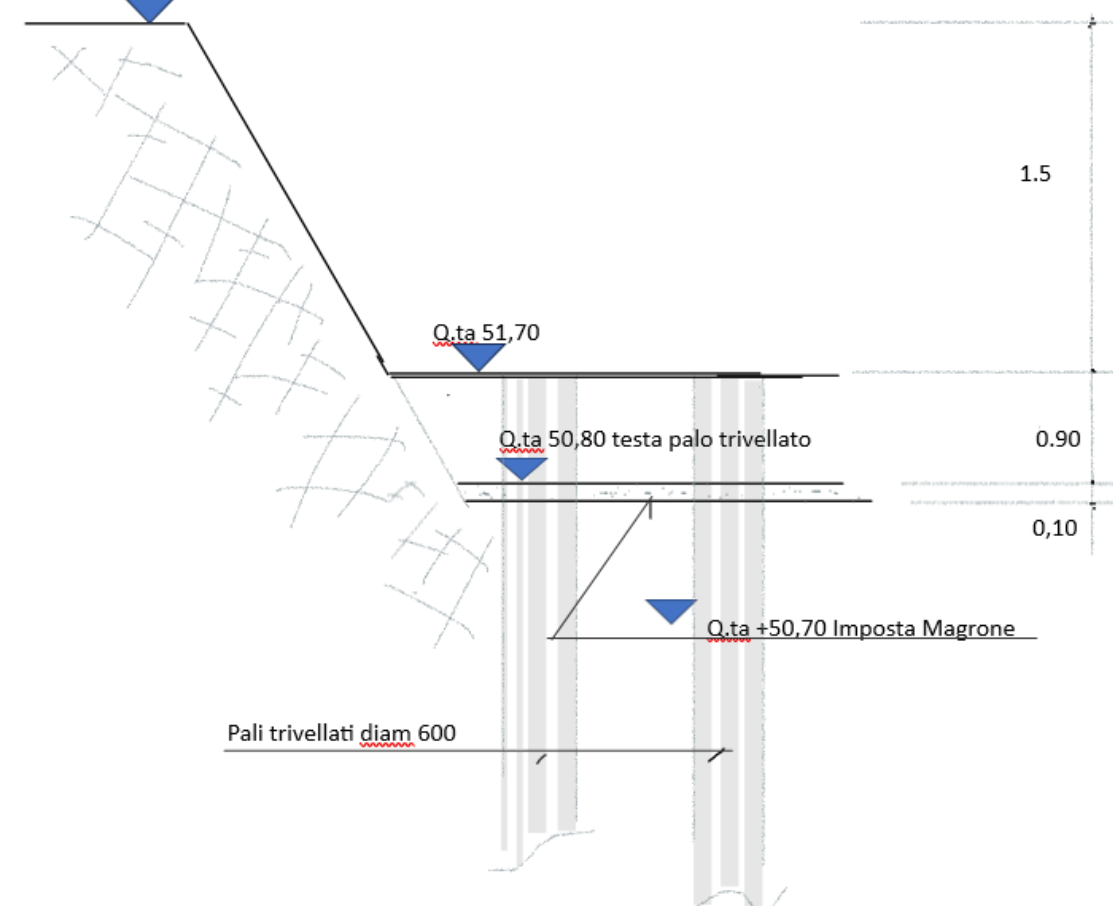 1.5
Q.ta 51,70
Q.ta 50,80 testa palo trivellato
0.90
0,10
Q.ta +50,70 Imposta Magrone
Pali trivellati diam 600